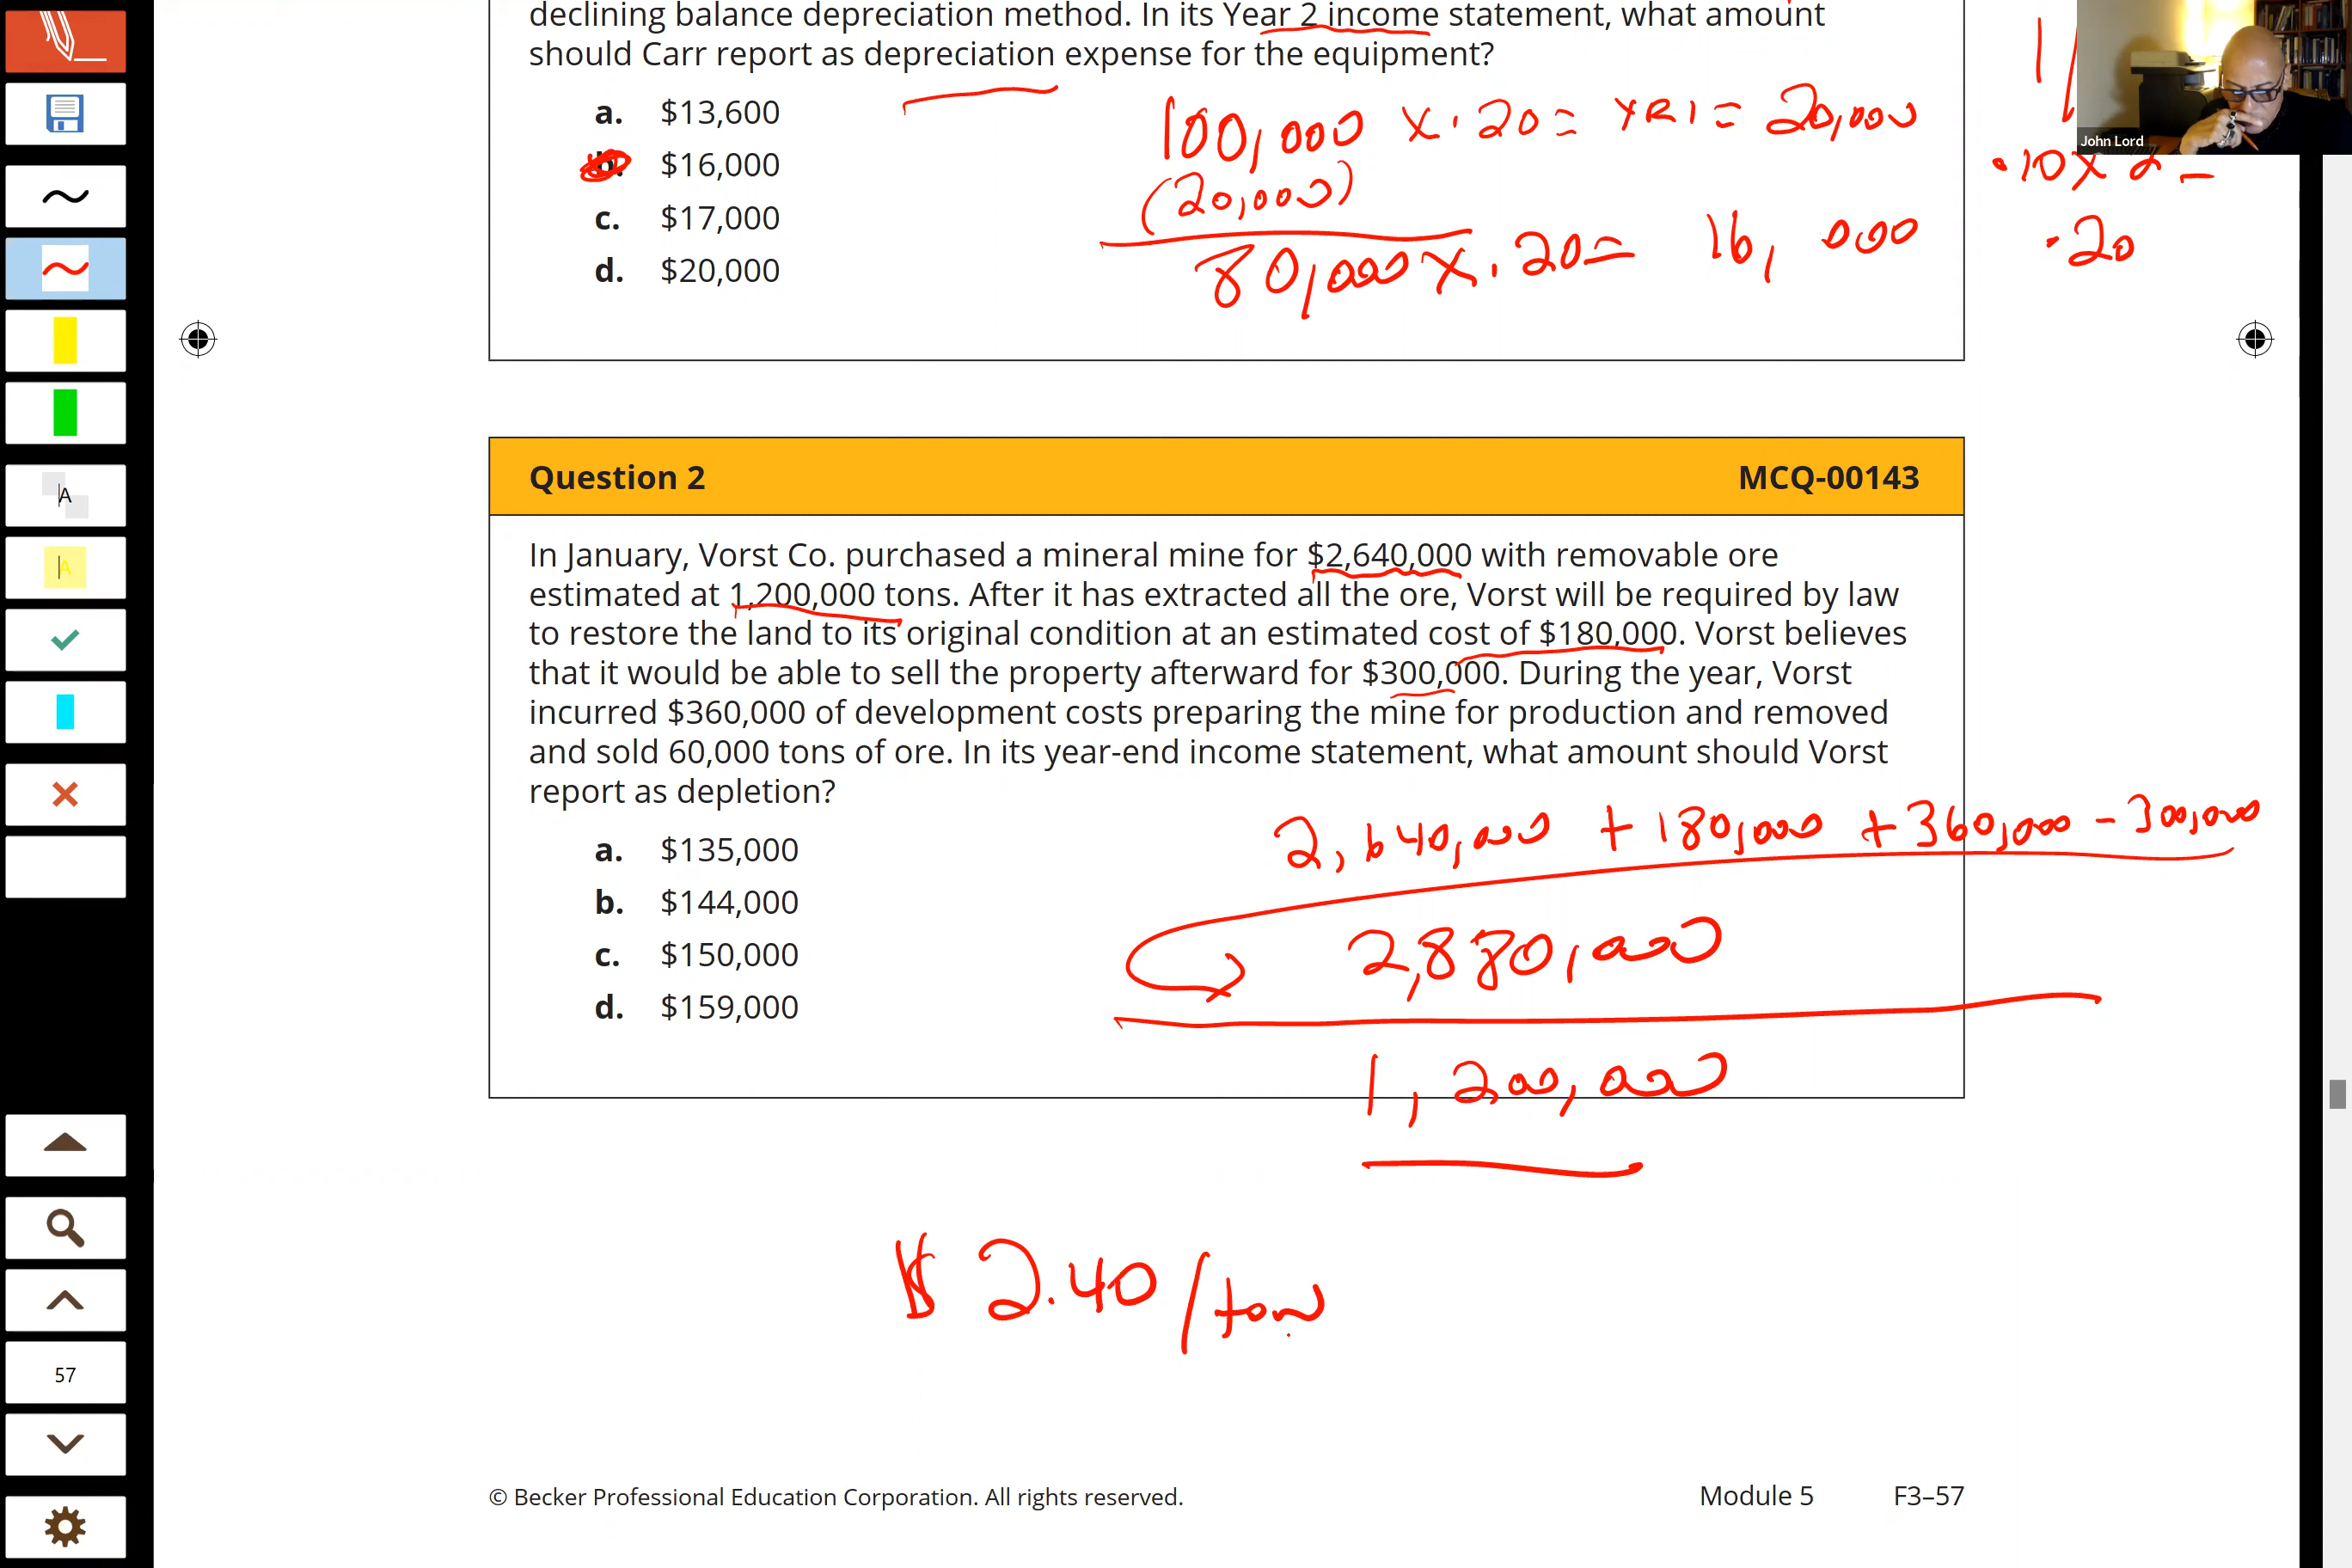 declining balance depreciation method. In its Year 2 income statement, what amount
should Carr report as depreciation expense for the equipment?
a. $13,600
b. $16,000
c. $17,000
d. $20,000
100,000 x .20 = YR 1 = 20,000
(20,000)
80,000 x .20 = 16,000
John Lord
.10 x 2 =
.20
Question 2 MCQ-00143
In January, Vorst Co. purchased a mineral mine for $2,640,000 with removable ore
estimated at 1,200,000 tons. After it has extracted all the ore, Vorst will be required by law
to restore the land to its original condition at an estimated cost of $180,000. Vorst believes
that it would be able to sell the property afterward for $300,000. During the year, Vorst
incurred $360,000 of development costs preparing the mine for production and removed
and sold 60,000 tons of ore. In its year-end income statement, what amount should Vorst
report as depletion?
a. $135,000
b. $144,000
c. $150,000
d. $159,000
2,640,000 + 180,000 + 360,000 - 300,000
2,880,000
1,200,000
$ 2.40/ton
A
A
57
© Becker Professional Education Corporation. All rights reserved. Module 5 F3–57